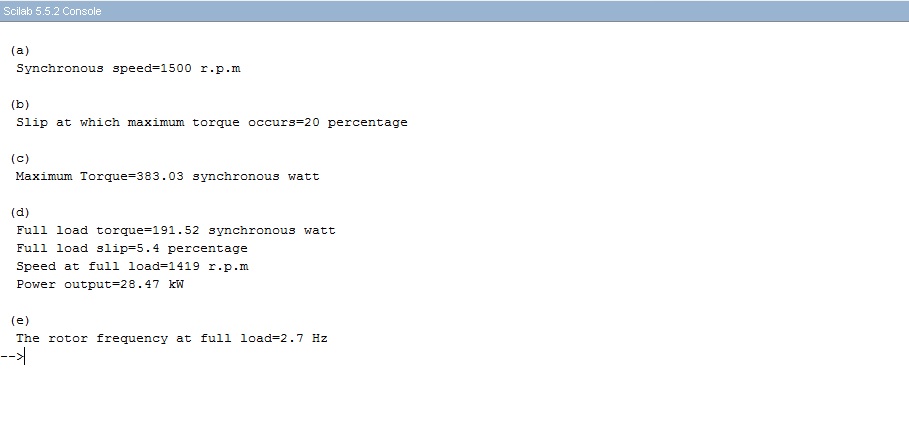 Scilab 5.5.2 Console
(a)
Synchronous speed=1500 r.p.m
(b)
Slip at which maximum torque occurs=20 percentage
(c)
Maximum Torque=383.03 synchronous watt
(d)
Full load torque=191.52 synchronous watt
Full load slip=5.4 percentage
Speed at full load=1419 r.p.m
Power output=28.47 kW
(e)
The rotor frequency at full load=2.7 Hz
-->